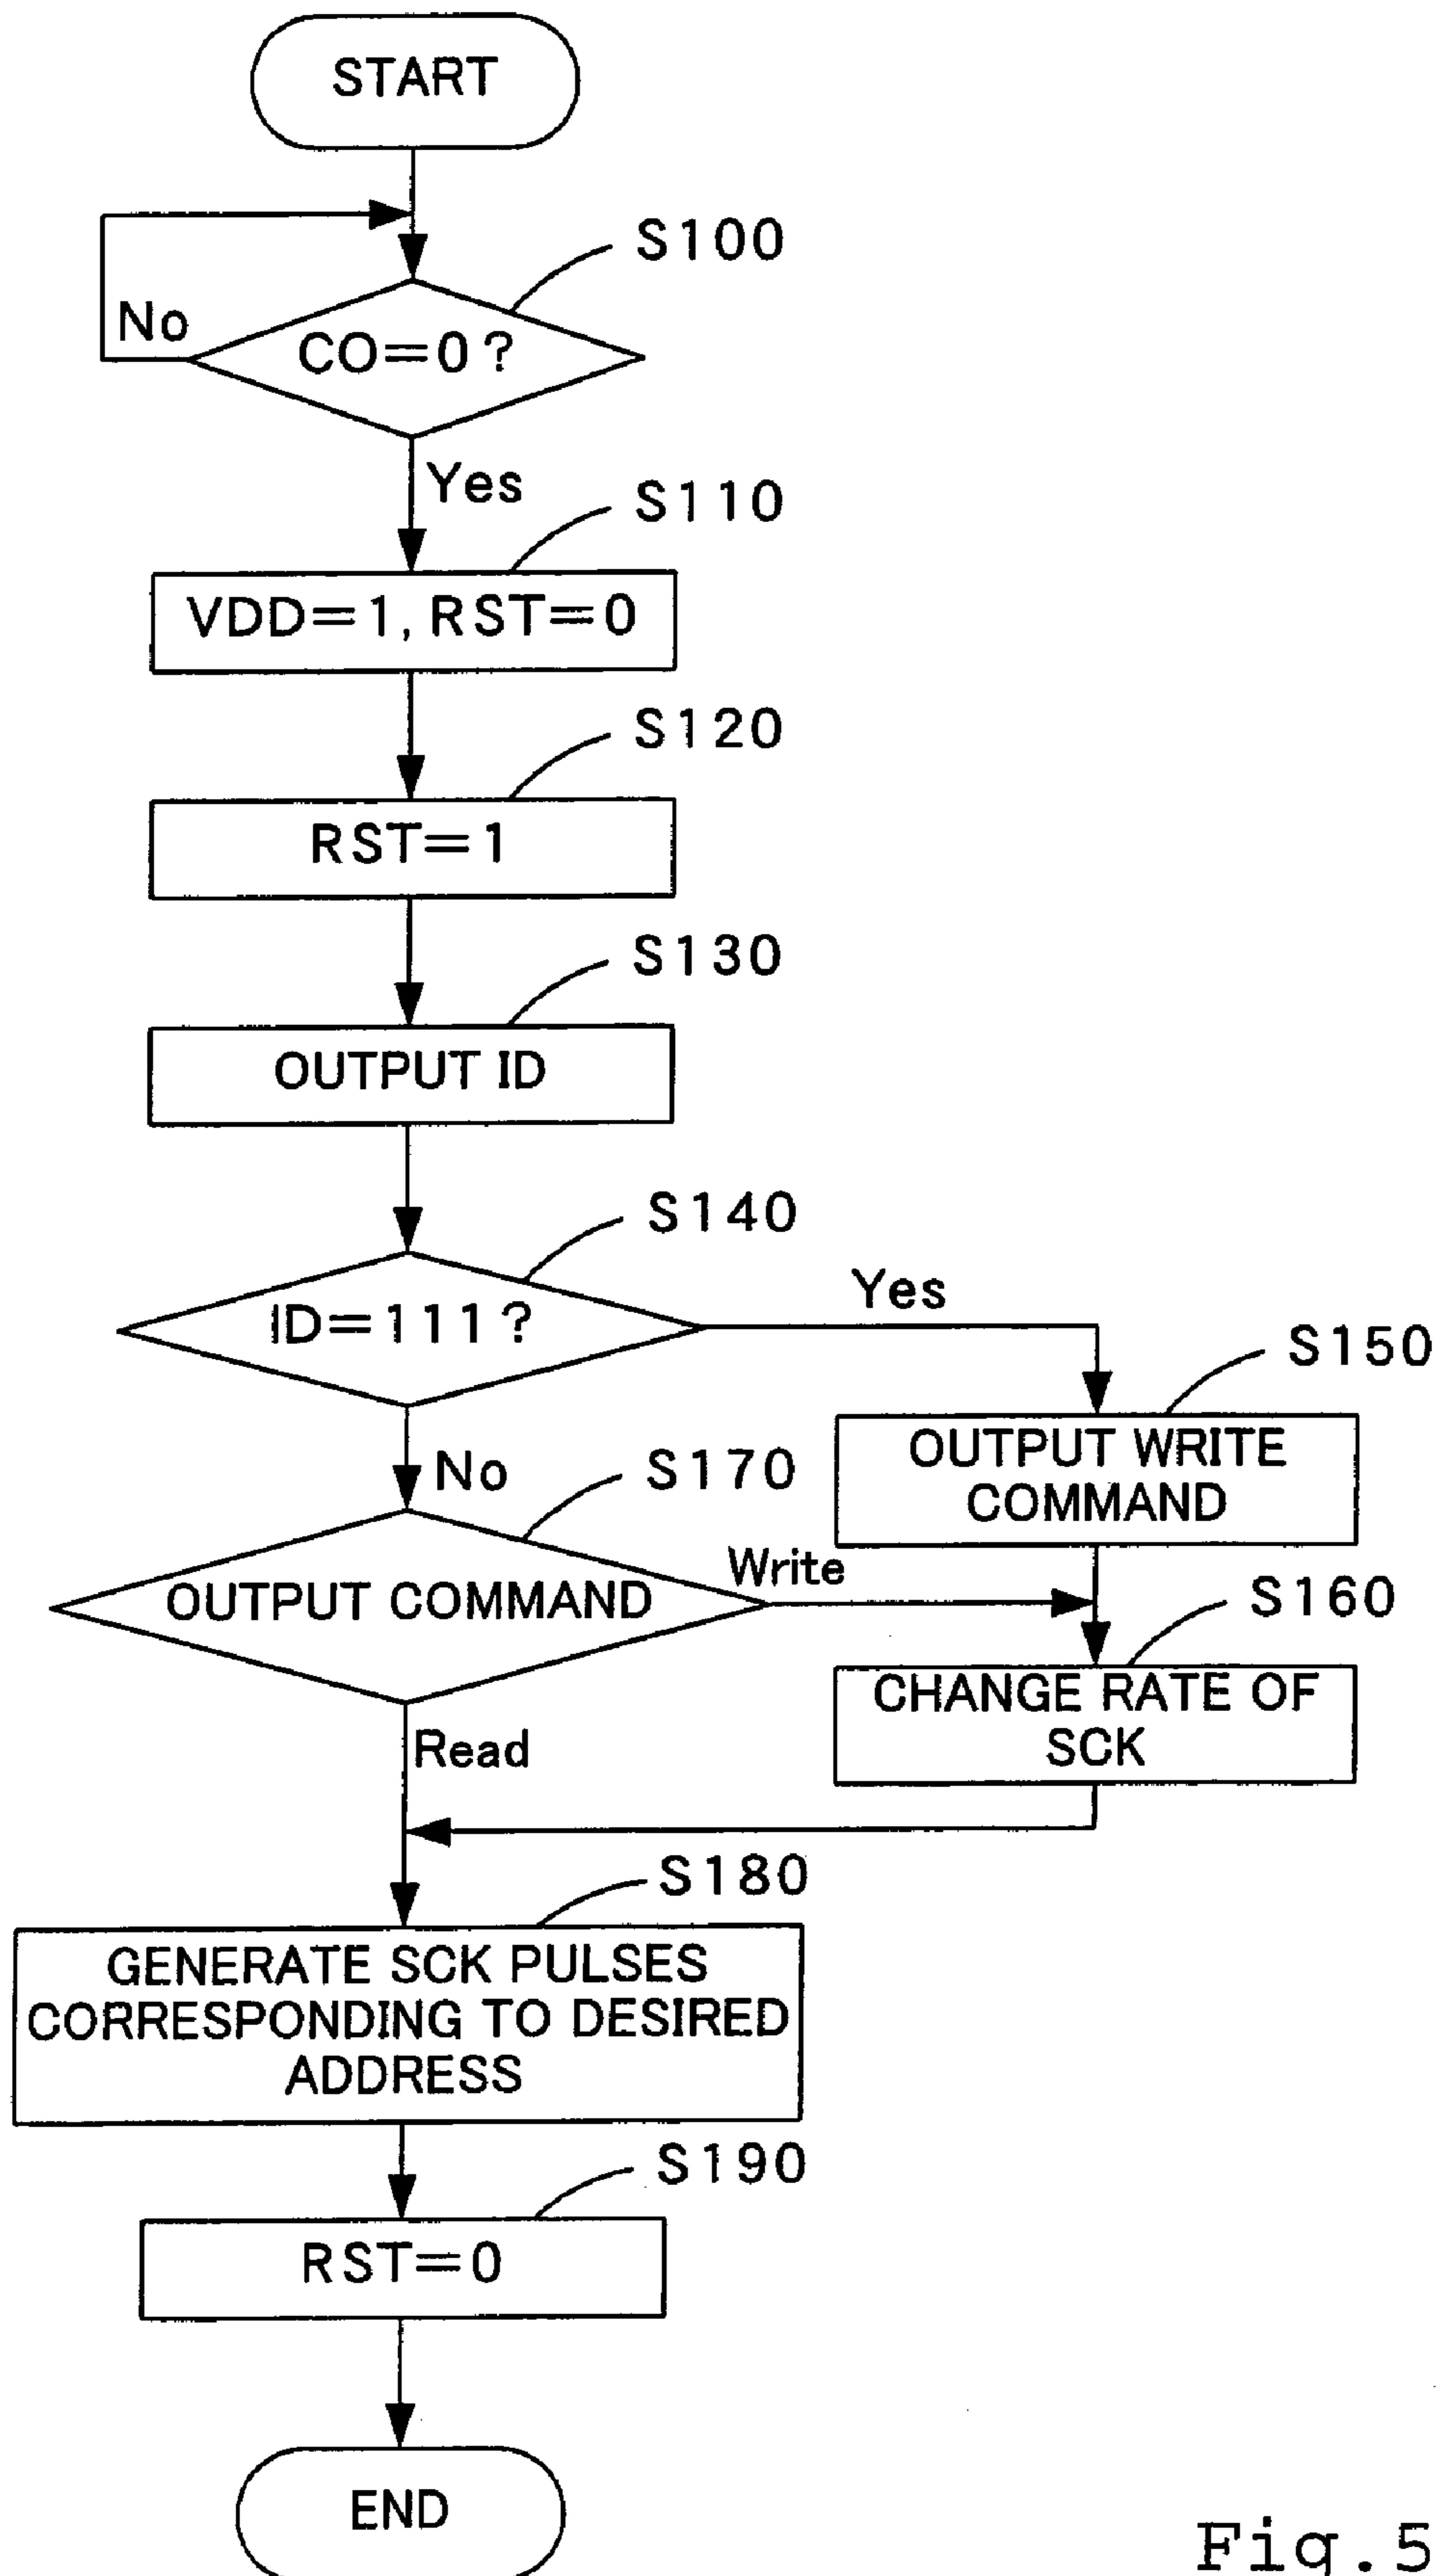 START
S100
No
CO=0?
Yes
S110
VDD=1, RST=0
S120
RST=1
S130
OUTPUT ID
S140
ID=111?
Yes
S150
OUTPUT WRITE
COMMAND
No
S170
Write
OUTPUT COMMAND
S160
CHANGE RATE OF
SCK
Read
S180
GENERATE SCK PULSES
CORRESPONDING TO DESIRED
ADDRESS
S190
RST=0
END
Fig.5